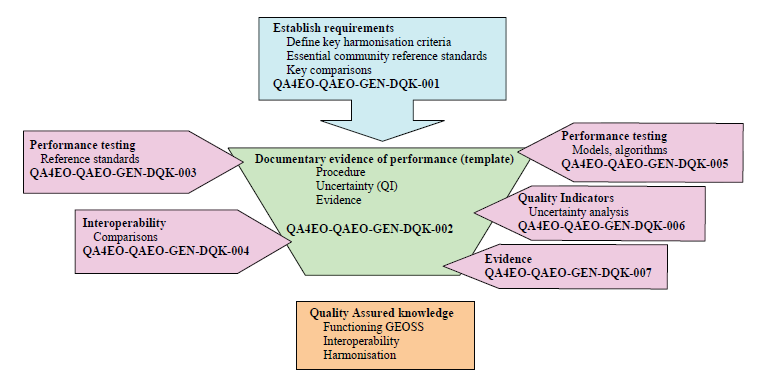 Establish requirements
Define key harmonisation criteria
Essential community reference standards
Key comparisons
QA4EO-QAEO-GEN-DQK-001
Performance testing
Reference standards
QA4EO-QAEO-GEN-DQK-003
Interoperability
Comparisons
QA4EO-QAEO-GEN-DQK-004
Documentary evidence of performance (template)
Procedure
Uncertainty (QI)
Evidence
QA4EO-QAEO-GEN-DQK-002
Performance testing
Models, algorithms
QA4EO-QAEO-GEN-DQK-005
Quality Indicators
Uncertainty analysis
QA4EO-QAEO-GEN-DQK-006
Evidence
QA4EO-QAEO-GEN-DQK-007
Quality Assured knowledge
Functioning GEOSS
Interoperability
Harmonisation